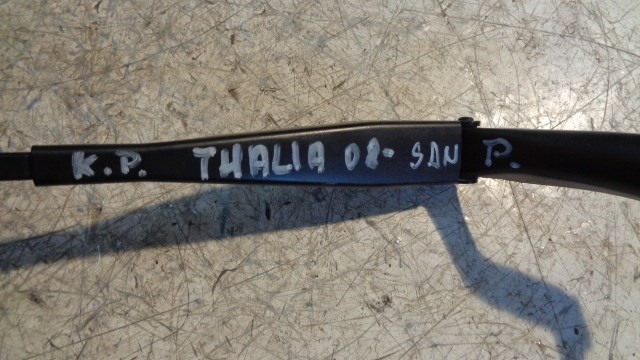 K.P. THALIA 08- SAN P.